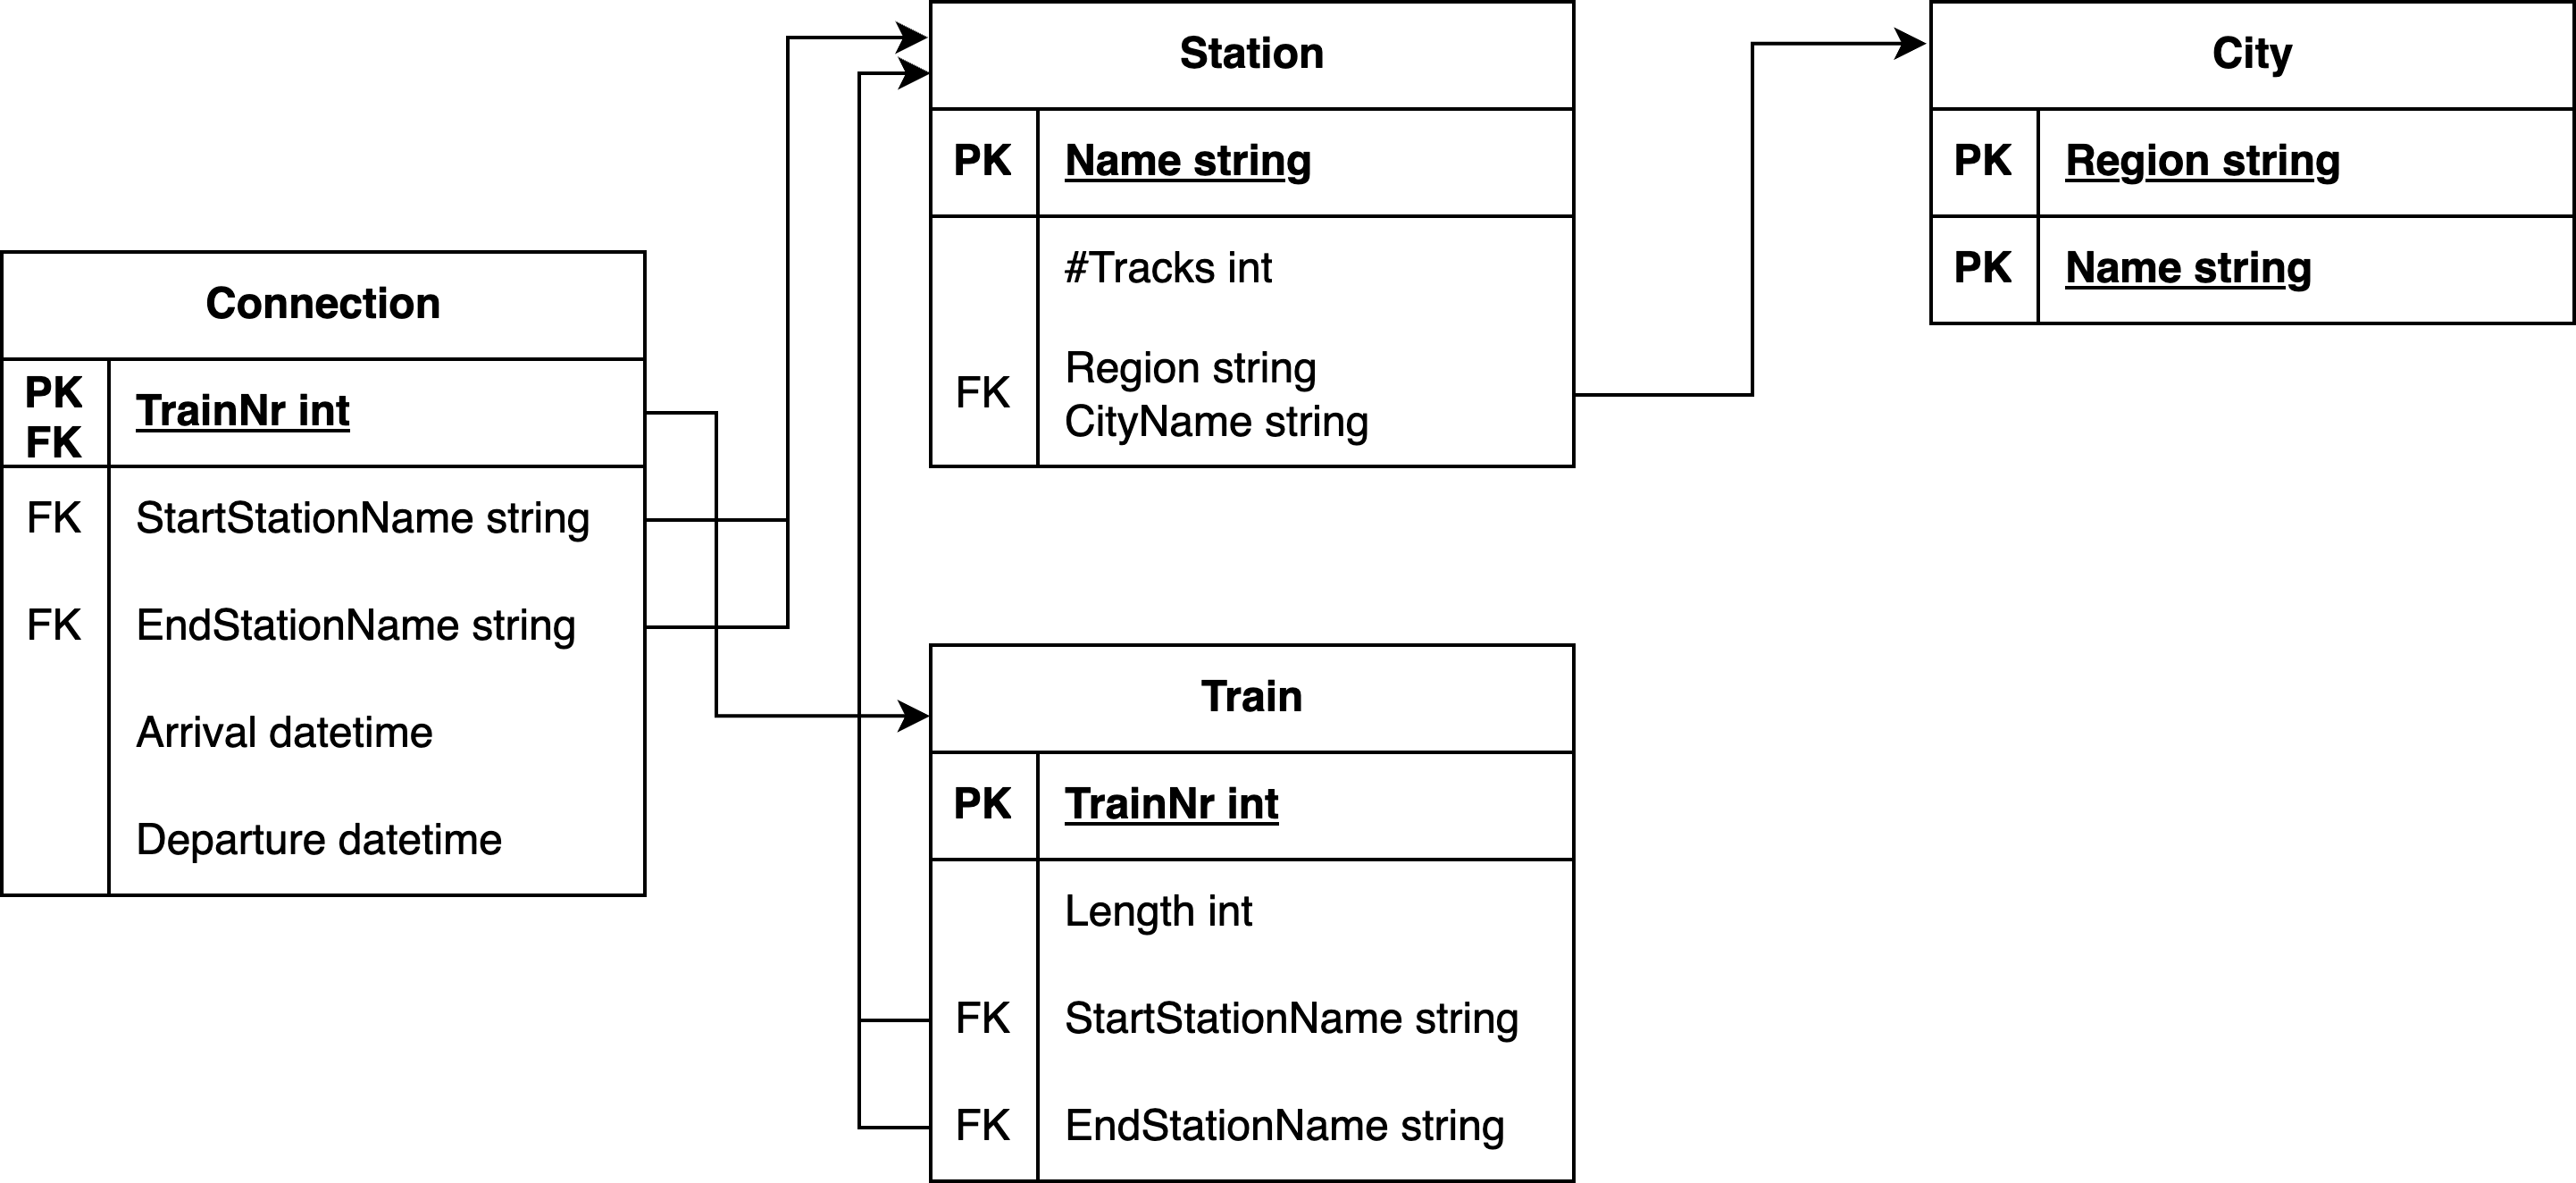 Connection
PK
FK
TrainNr int
FK
StartStationName string
FK
EndStationName string
Arrival datetime
Departure datetime
Station
PK
Name string
#Tracks int
FK
Region string
CityName string
Train
PK
TrainNr int
Length int
FK
StartStationName string
FK
EndStationName string
City
PK
Region string
PK
Name string